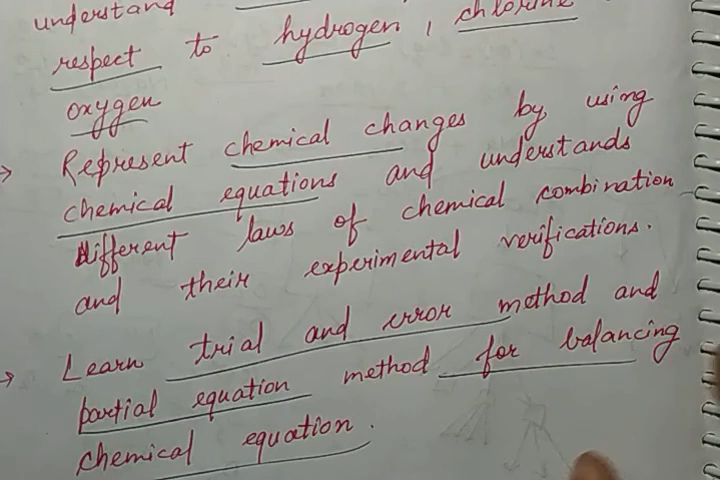 understand
respect to hydrogen, chlorine
oxygen
→ Represent chemical changes by using
chemical equations and understands
different laws of chemical combination
and their experimental verifications.
→ Learn trial and error method and
partial equation method for balancing
chemical equation.